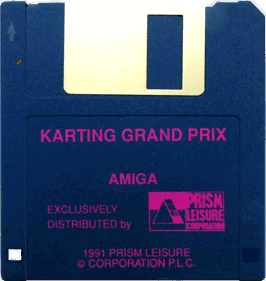 KARTING GRAND PRIX
AMIGA
EXCLUSIVELY
DISTRIBUTED by
PRISM
LEISURE
CORPORATION
1991 PRISM LEISURE
© CORPORATION P.L.C.